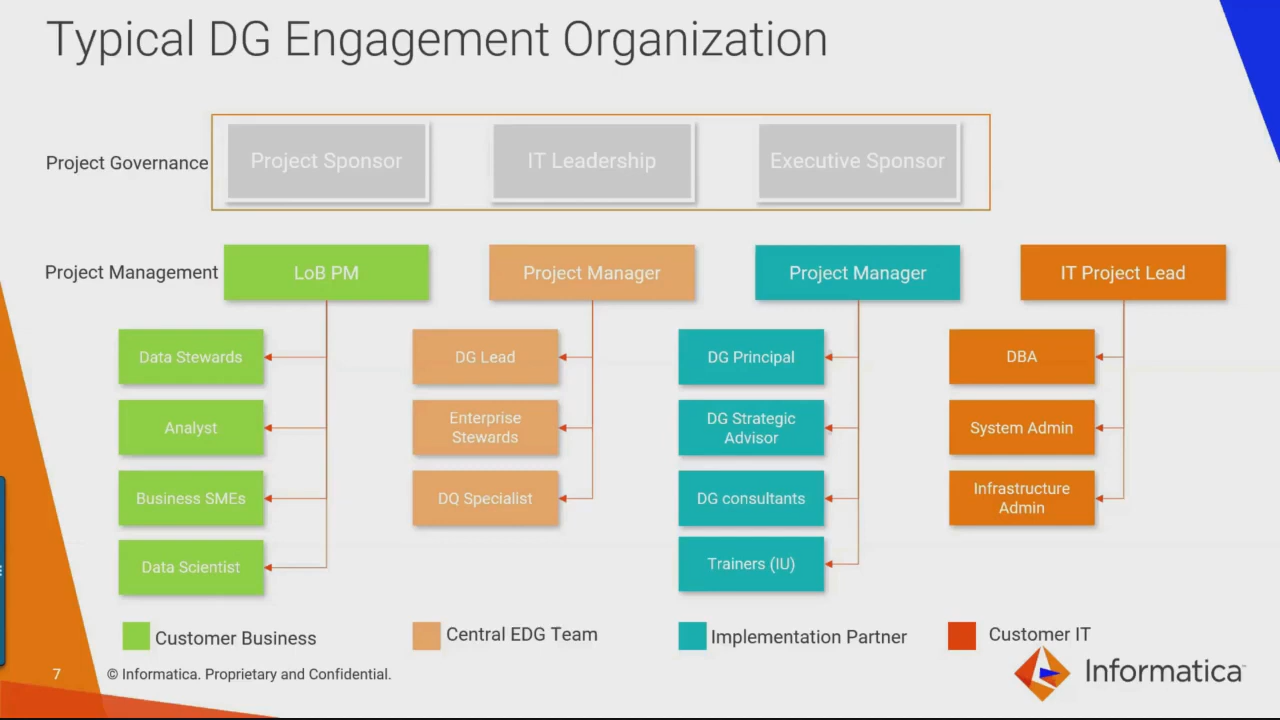 Typical DG Engagement Organization
Project Governance
Project Sponsor
IT Leadership
Executive Sponsor
Project Management
LoB PM
Project Manager
Project Manager
IT Project Lead
Data Stewards
DG Lead
DG Principal
DBA
Analyst
Enterprise
Stewards
DG Strategic
Advisor
System Admin
Business SMEs
DQ Specialist
DG consultants
Infrastructure
Admin
Data Scientist
Trainers (IU)
Customer Business
Central EDG Team
Implementation Partner
Customer IT
7
© Informatica. Proprietary and Confidential.
Informatica